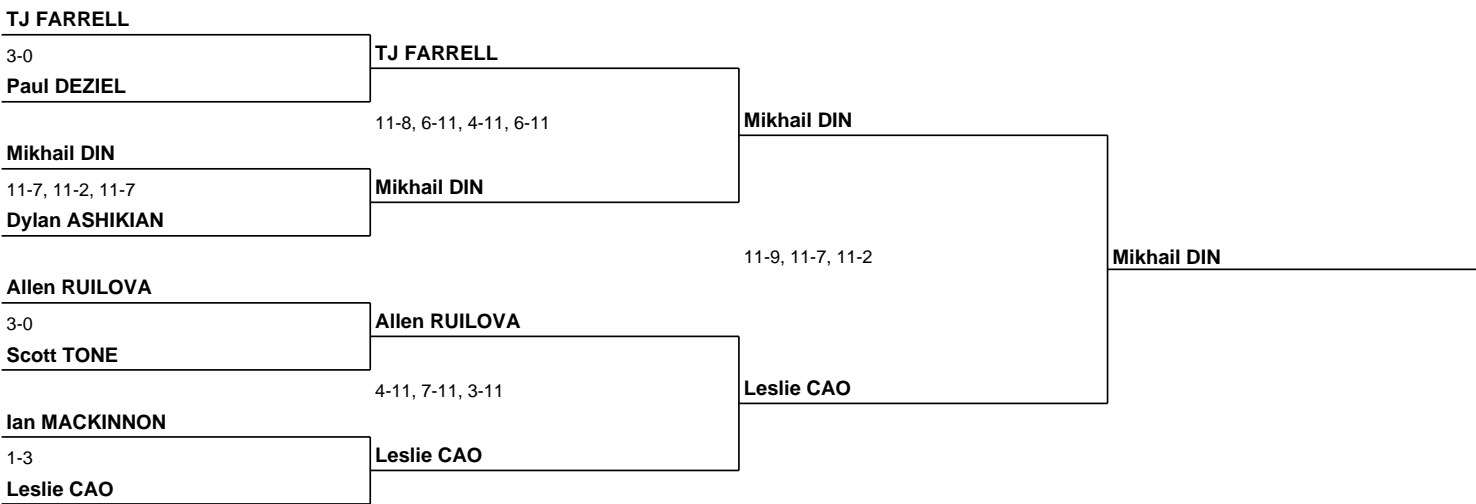 TJ FARRELL
3-0
TJ FARRELL
Paul DEZIEL
11-8, 6-11, 4-11, 6-11
Mikhail DIN
Mikhail DIN
11-7, 11-2, 11-7
Mikhail DIN
Dylan ASHIKIAN
11-9, 11-7, 11-2
Mikhail DIN
Allen RUILOVA
3-0
Allen RUILOVA
Scott TONE
4-11, 7-11, 3-11
Leslie CAO
Ian MACKINNON
1-3
Leslie CAO
Leslie CAO